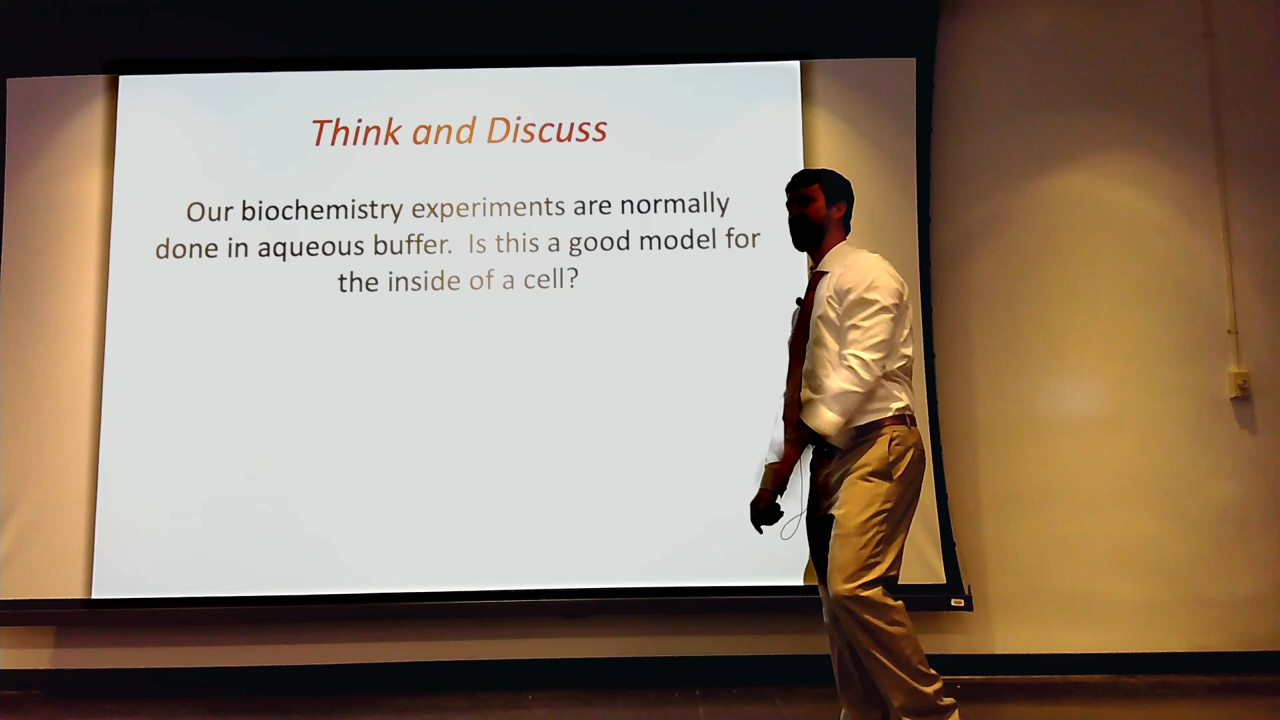 Think and Discuss
Our biochemistry experiments are normally
done in aqueous buffer.  Is this a good model for
the inside of a cell?